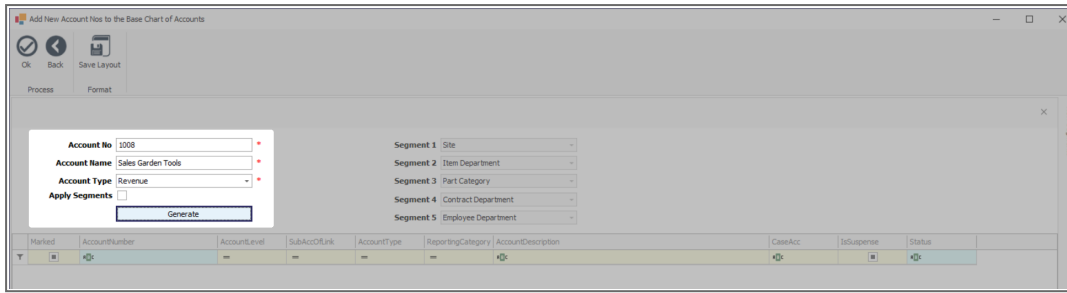 Add New Account Nos to the Base Chart of Accounts
Ok Back Save Layout
Process Format
Account No 1008 *
Account Name Sales Garden Tools *
Account Type Revenue *
Apply Segments
Generate
Segment 1 Site
Segment 2 Item Department
Segment 3 Part Category
Segment 4 Contract Department
Segment 5 Employee Department
Marked AccountNumber AccountLevel SubAccOfLink AccountType ReportingCategory AccountDescription CaseAcc IsSuspense Status
= = = =